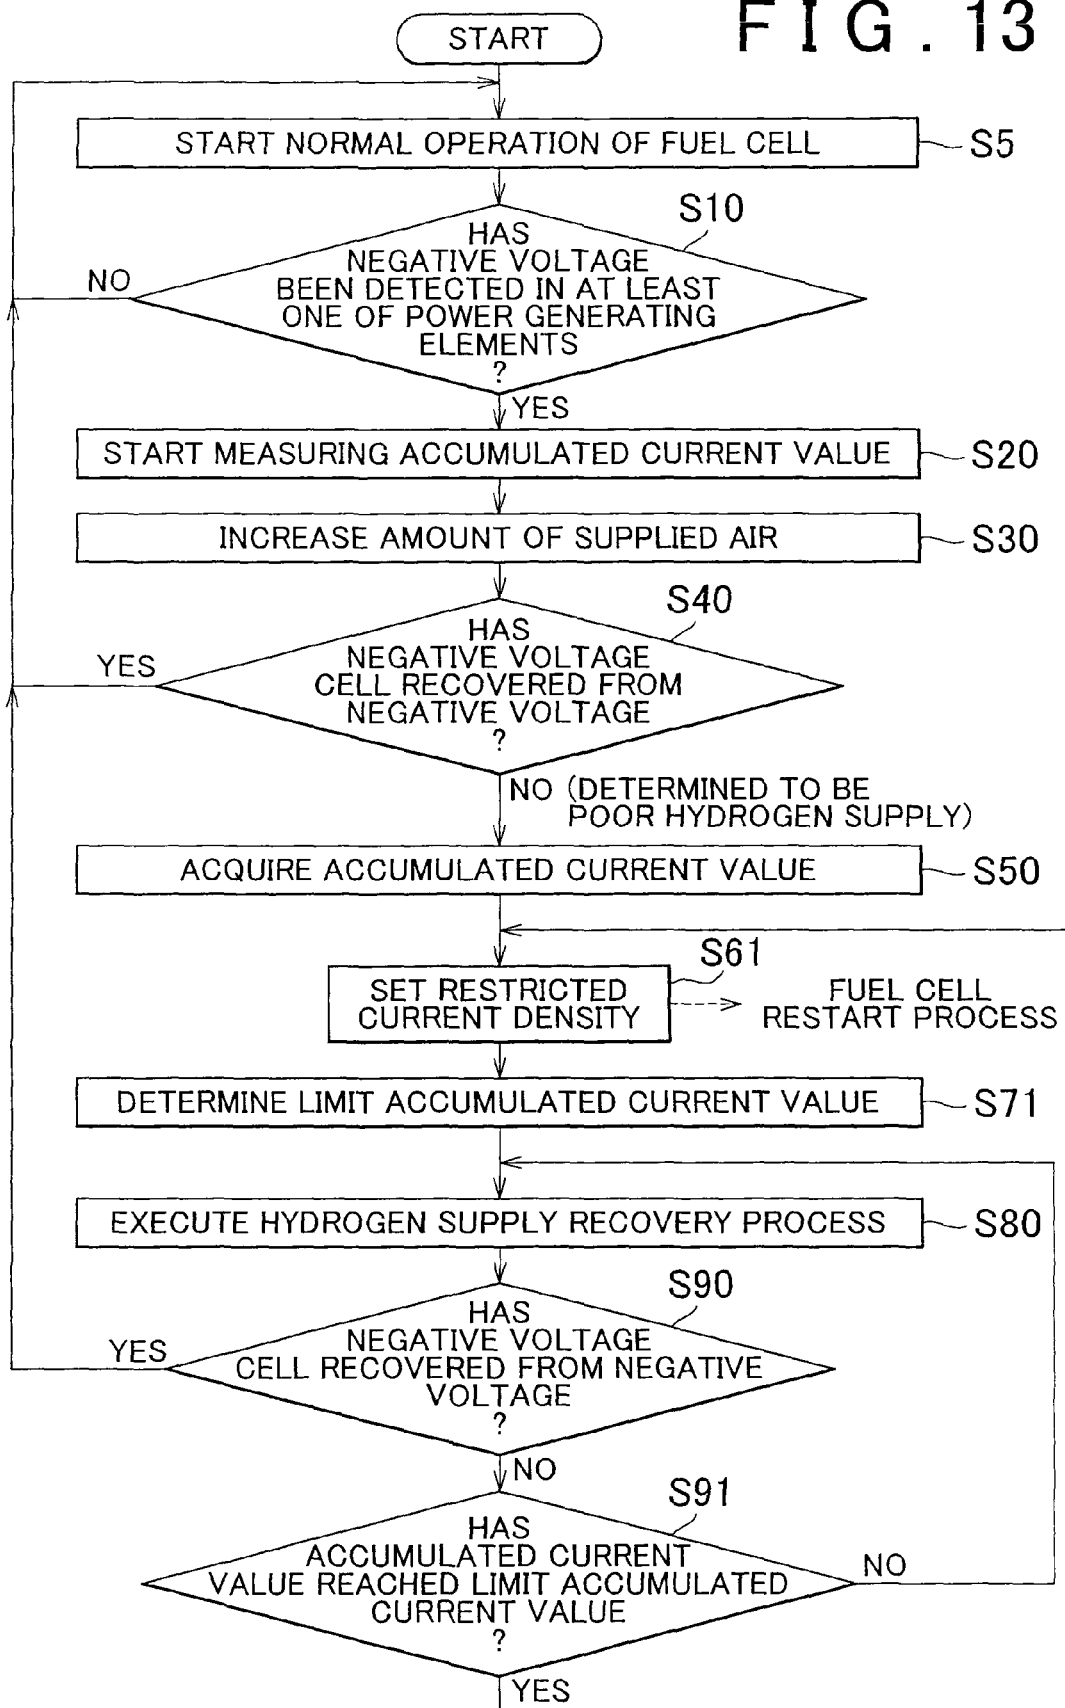 FIG. 13
START
START NORMAL OPERATION OF FUEL CELL
S5
S10
HAS
NEGATIVE VOLTAGE
BEEN DETECTED IN AT LEAST
ONE OF POWER GENERATING
ELEMENTS
?
NO
YES
START MEASURING ACCUMULATED CURRENT VALUE
S20
INCREASE AMOUNT OF SUPPLIED AIR
S30
S40
HAS
NEGATIVE VOLTAGE
CELL RECOVERED FROM
NEGATIVE VOLTAGE
?
YES
NO (DETERMINED TO BE
POOR HYDROGEN SUPPLY)
ACQUIRE ACCUMULATED CURRENT VALUE
S50
S61
SET RESTRICTED
CURRENT DENSITY
FUEL CELL
RESTART PROCESS
DETERMINE LIMIT ACCUMULATED CURRENT VALUE
S71
EXECUTE HYDROGEN SUPPLY RECOVERY PROCESS
S80
S90
HAS
NEGATIVE VOLTAGE
CELL RECOVERED FROM NEGATIVE
VOLTAGE
?
YES
NO
S91
HAS
ACCUMULATED CURRENT
VALUE REACHED LIMIT ACCUMULATED
CURRENT VALUE
?
NO
YES